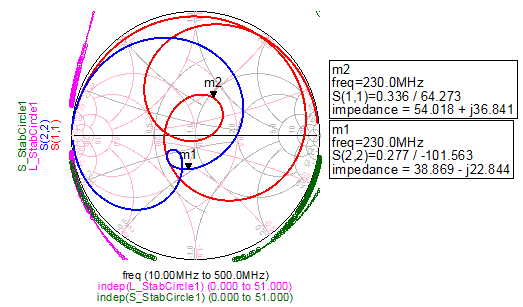 S_StabCircle1
L_StabCircle1
S(2,2)
S(1,1)
m2
m1
m2
freq=230.0MHz
S(1,1)=0.336 / 64.273
impedance = 54.018 + j36.841
m1
freq=230.0MHz
S(2,2)=0.277 / -101.563
impedance = 38.869 - j22.844
freq (10.00MHz to 500.0MHz)
indep(L_StabCircle1) (0.000 to 51.000)
indep(S_StabCircle1) (0.000 to 51.000)